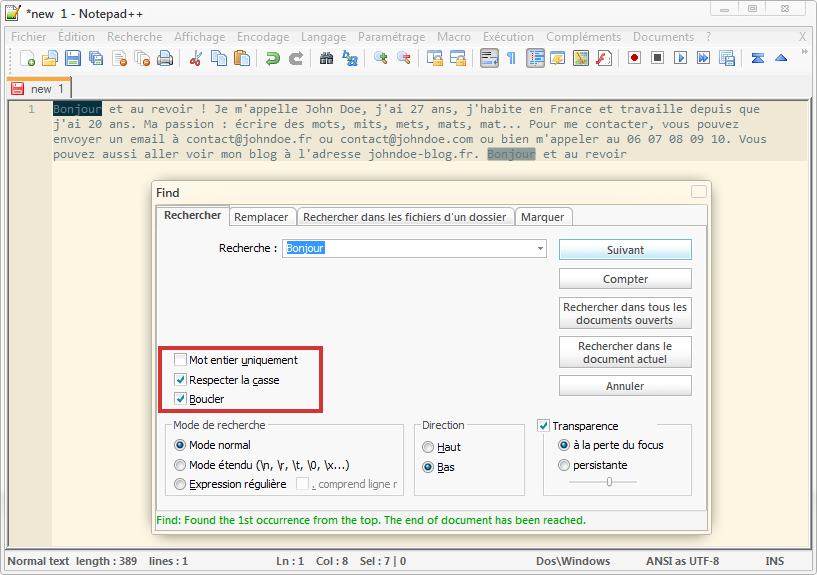 *new  1 - Notepad++
Fichier Édition Recherche Affichage Encodage Langage Paramétrage Macro Exécution Compléments Documents ? X
new  1
1 Bonjour et au revoir ! Je m'appelle John Doe, j'ai 27 ans, j'habite en France et travaille depuis que
j'ai 20 ans. Ma passion : écrire des mots, mits, mets, mats, mat... Pour me contacter, vous pouvez
envoyer un email à contact@johndoe.fr ou contact@johndoe.com ou bien m'appeler au 06 07 08 09 10. Vous
pouvez aussi aller voir mon blog à l'adresse johndoe-blog.fr. Bonjour et au revoir
Find
Rechercher Remplacer Rechercher dans les fichiers d'un dossier Marquer
Recherche : Bonjour
Suivant
Compter
Rechercher dans tous les
documents ouverts
Rechercher dans le
document actuel
Annuler
Mot entier uniquement
Respecter la casse
Boucler
Mode de recherche
Mode normal
Mode étendu (\n, \r, \t, \0, \x...)
Expression régulière . comprend ligne r
Direction
Haut
Bas
Transparence
à la perte du focus
persistante
Find: Found the 1st occurrence from the top. The end of document has been reached.
Normal text length : 389 lines : 1 Ln : 1 Col : 8 Sel : 7 | 0 Dos\Windows ANSI as UTF-8 INS